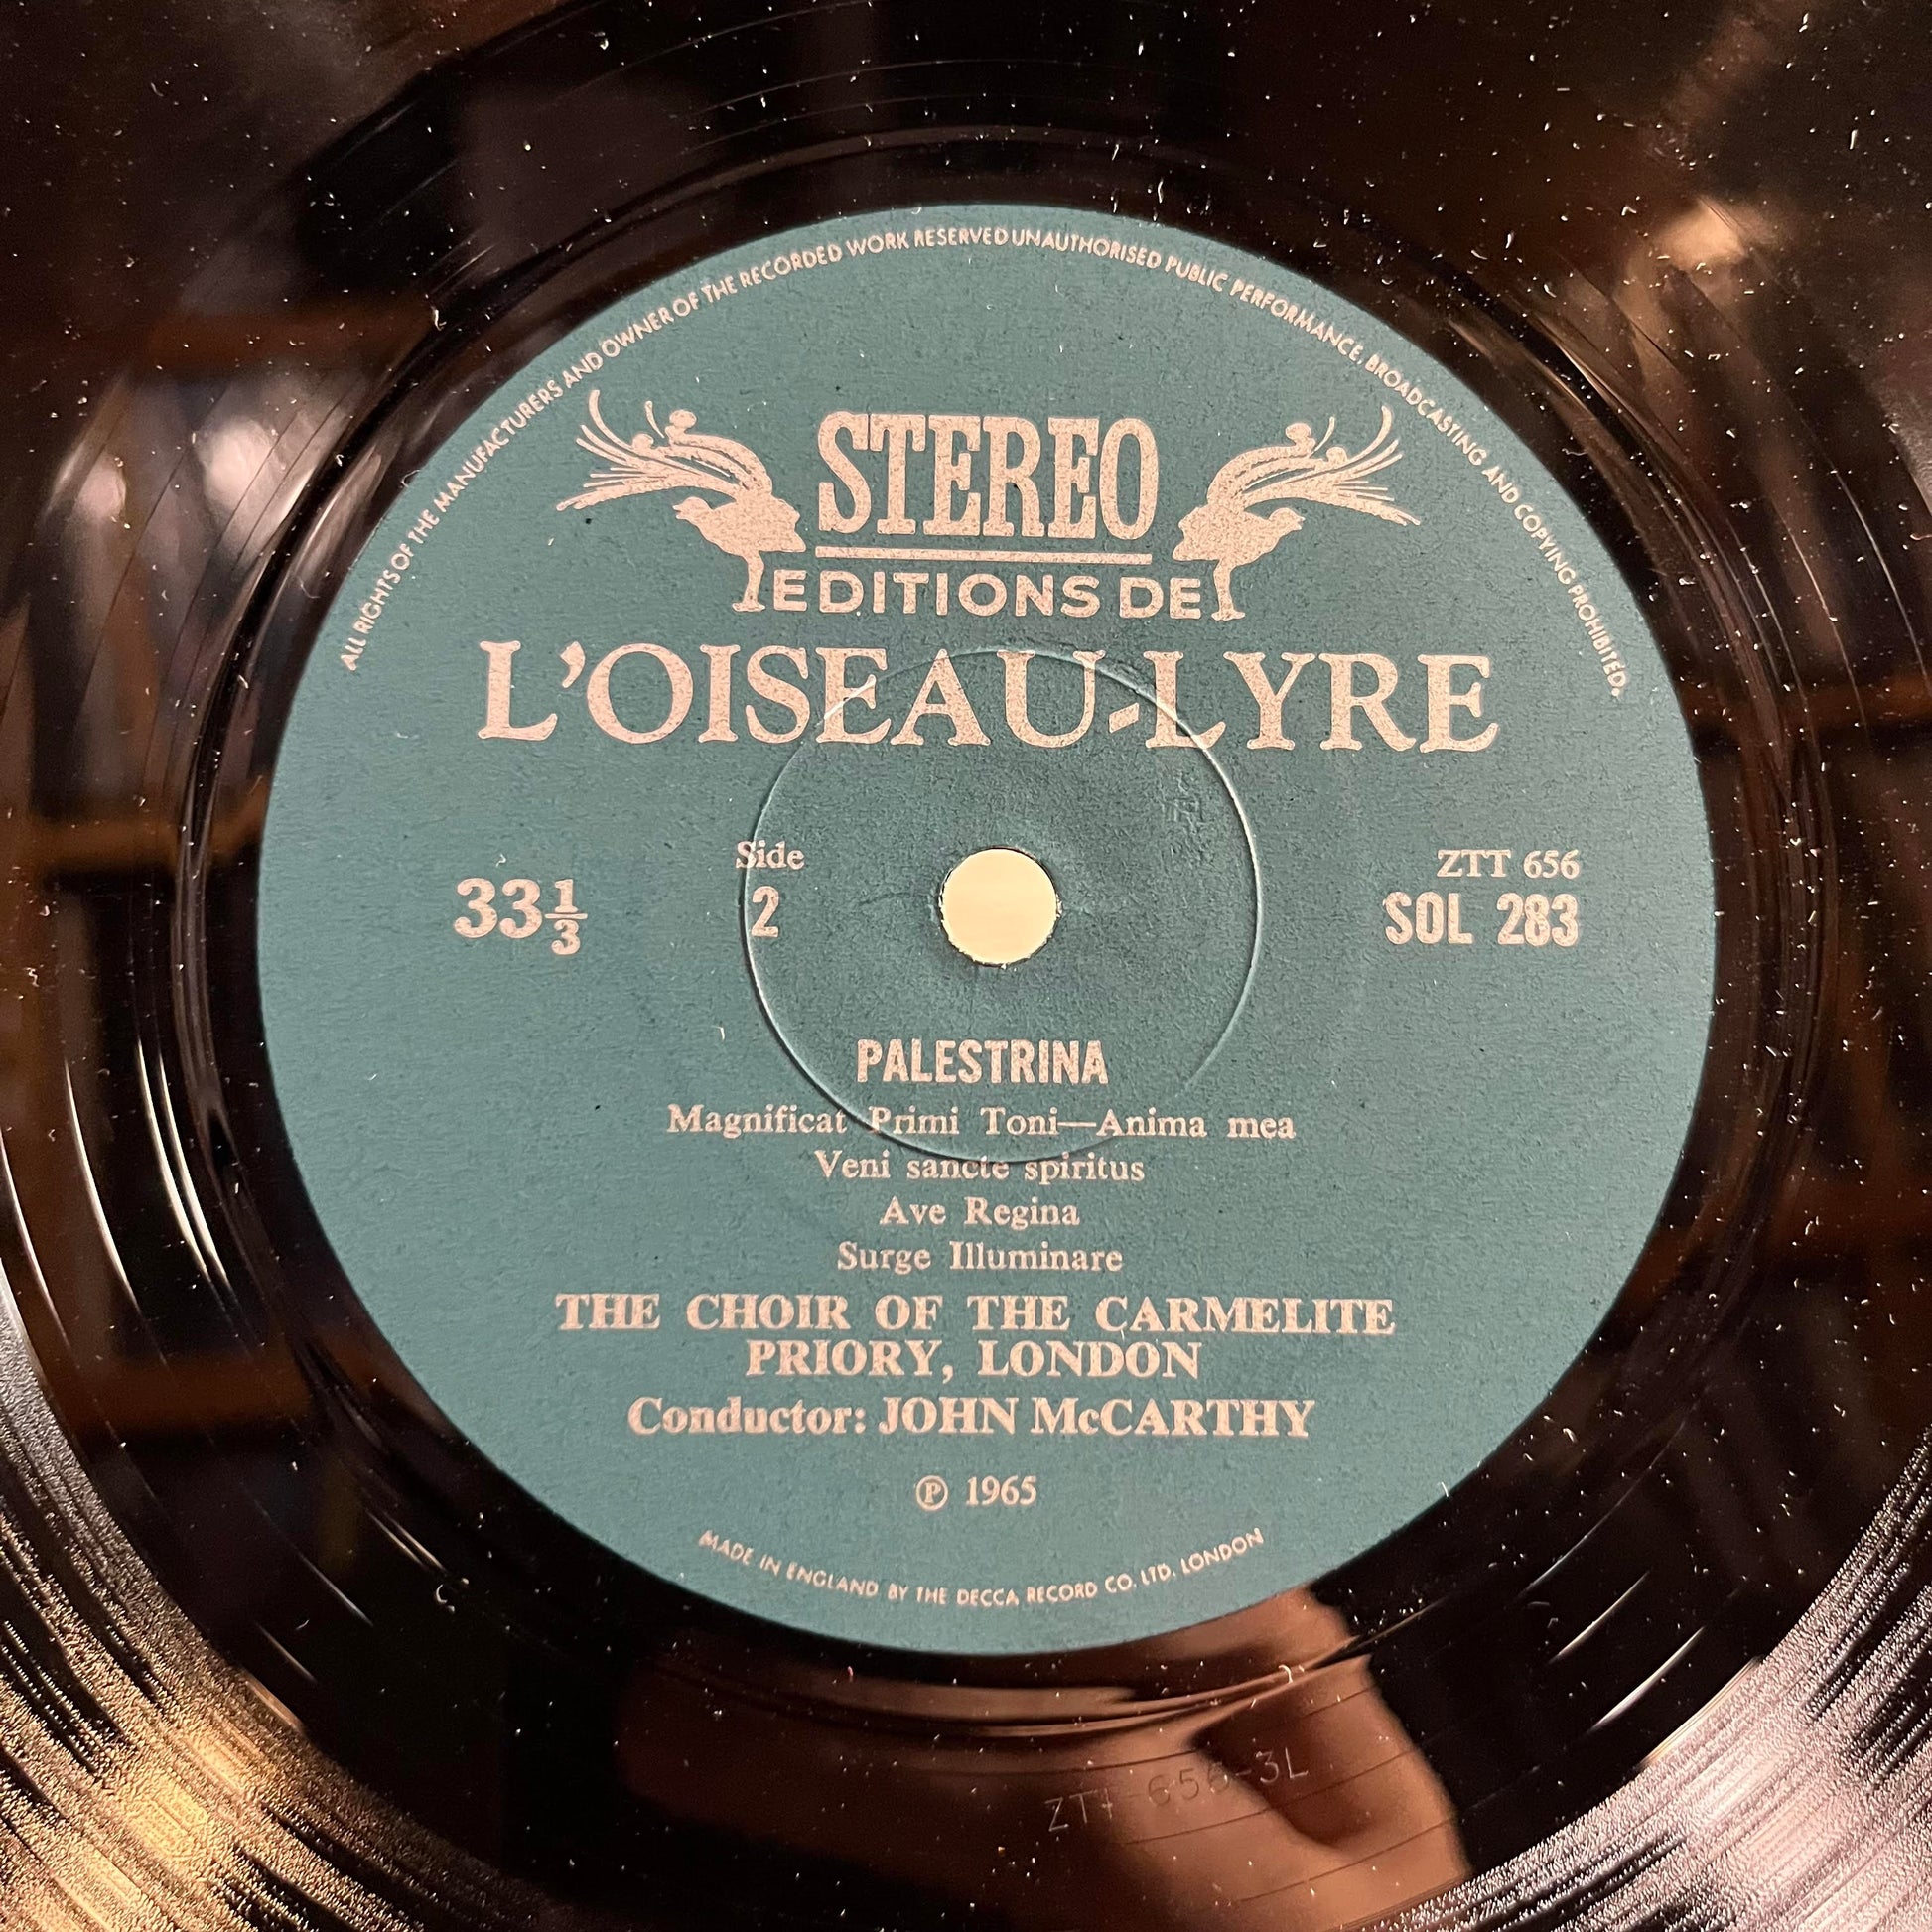 ALL RIGHTS OF THE MANUFACTURERS AND OWNER OF THE RECORDED WORK RESERVED UNAUTHORISED PUBLIC PERFORMANCE, BROADCASTING AND COPYING PROHIBITED.
STEREO
EDITIONS DE
L'OISEAU-LYRE
Side
ZTT 656
33⅓ 2 SOL 283
PALESTRINA
Magnificat Primi Toni—Anima mea
Veni sancte spiritus
Ave Regina
Surge Illuminare
THE CHOIR OF THE CARMELITE
PRIORY, LONDON
Conductor: JOHN McCARTHY
℗ 1965
MADE IN ENGLAND BY THE DECCA RECORD CO. LTD. LONDON
ZTT 656-3L